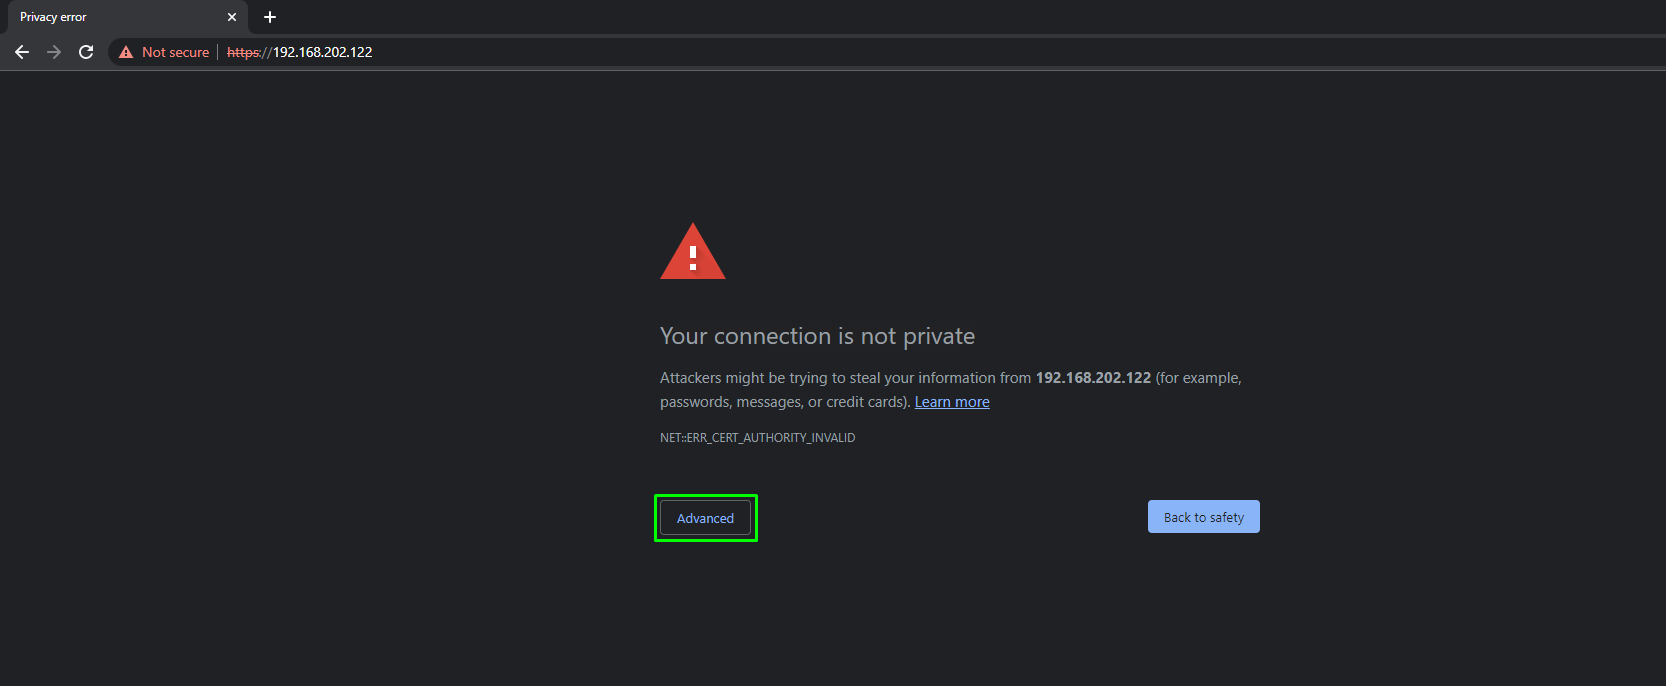 Privacy error
Not secure | https://192.168.202.122
Your connection is not private
Attackers might be trying to steal your information from 192.168.202.122 (for example,
passwords, messages, or credit cards). Learn more
NET::ERR_CERT_AUTHORITY_INVALID
Advanced
Back to safety